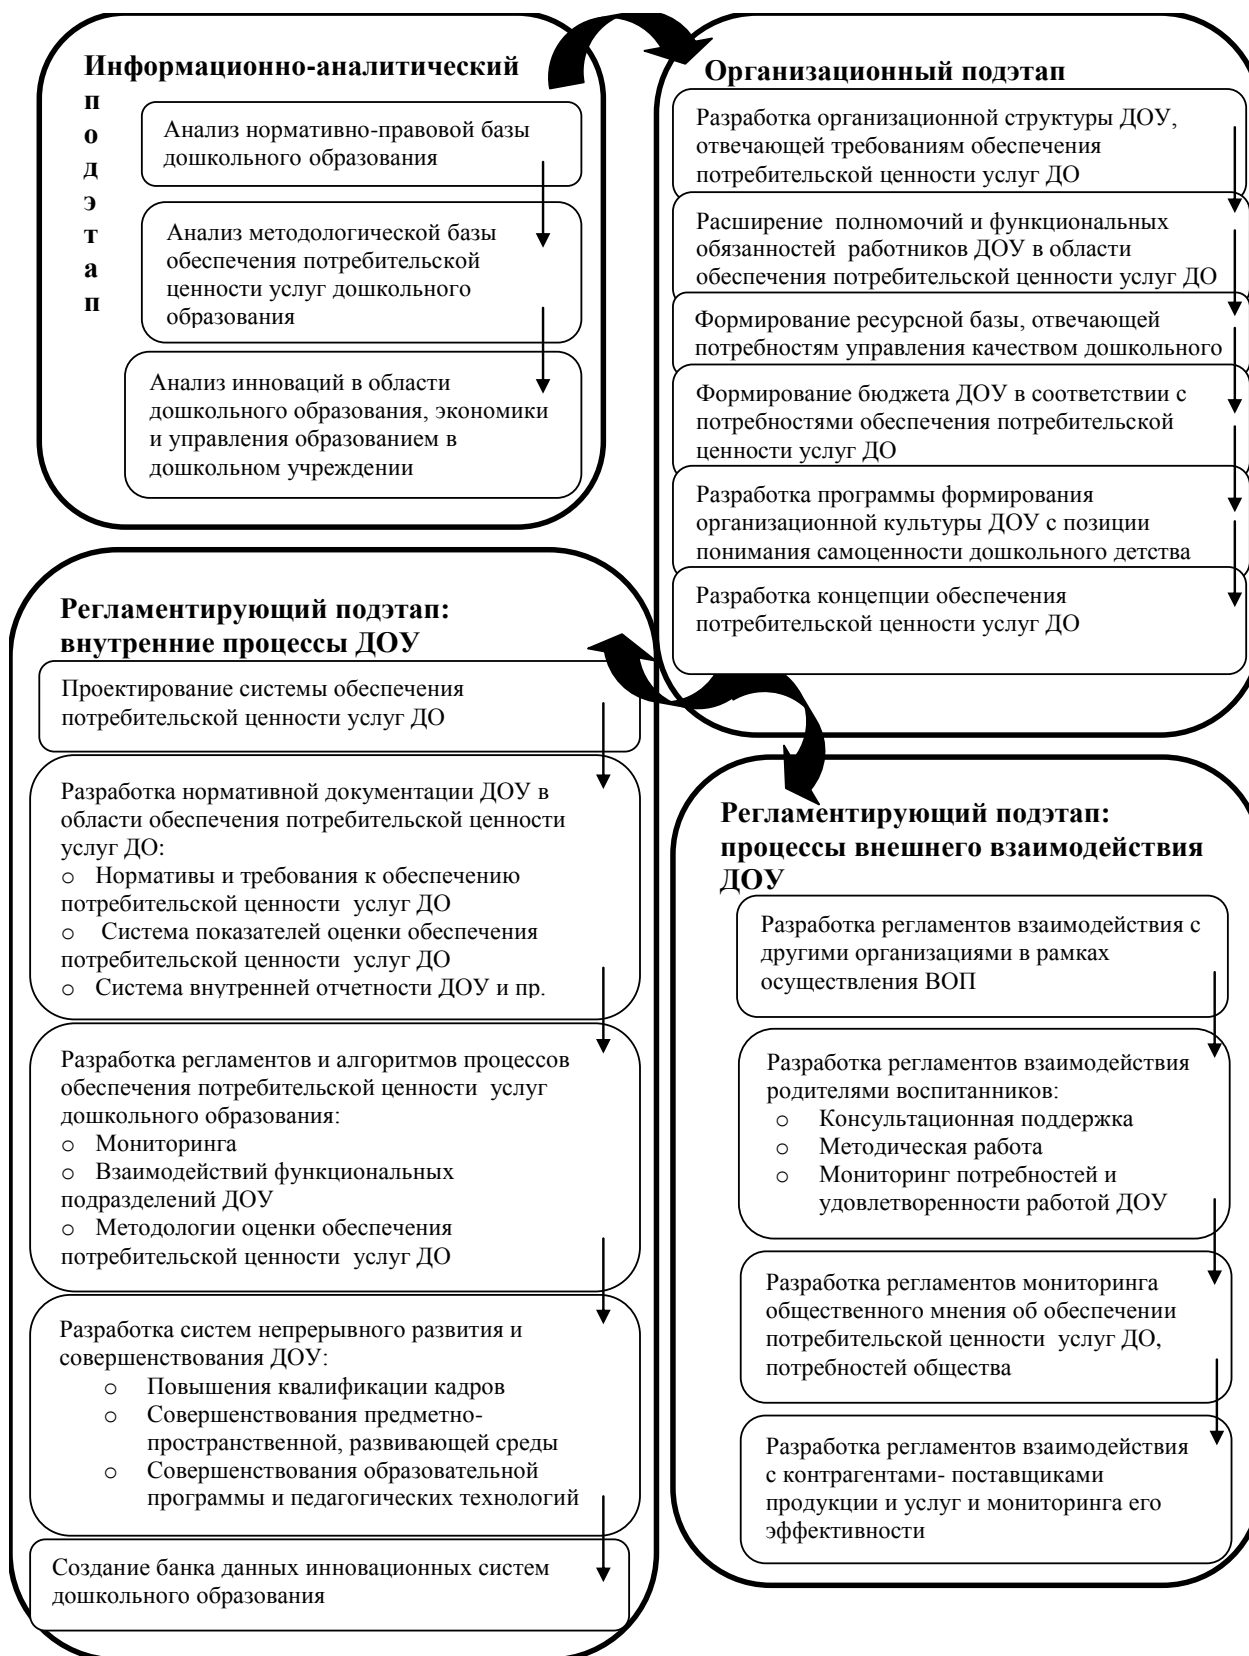 Информационно-аналитический
п
о
д
э
т
а
п
Анализ нормативно-правовой базы
дошкольного образования
Анализ методологической базы
обеспечения потребительской
ценности услуг дошкольного
образования
Анализ инноваций в области
дошкольного образования, экономики
и управления образованием в
дошкольном учреждении
Организационный подэтап
Разработка организационной структуры ДОУ,
отвечающей требованиям обеспечения
потребительской ценности услуг ДО
Расширение полномочий и функциональных
обязанностей работников ДОУ в области
обеспечения потребительской ценности услуг ДО
Формирование ресурсной базы, отвечающей
потребностям управления качеством дошкольного
Формирование бюджета ДОУ в соответствии с
потребностями обеспечения потребительской
ценности услуг ДО
Разработка программы формирования
организационной культуры ДОУ с позиции
понимания самоценности дошкольного детства
Разработка концепции обеспечения
потребительской ценности услуг ДО
Регламентирующий подэтап:
внутренние процессы ДОУ
Проектирование системы обеспечения
потребительской ценности услуг ДО
Разработка нормативной документации ДОУ в
области обеспечения потребительской ценности
услуг ДО:
o Нормативы и требования к обеспечению
потребительской ценности услуг ДО
o Система показателей оценки обеспечения
потребительской ценности услуг ДО
o Система внутренней отчетности ДОУ и пр.
Разработка регламентов и алгоритмов процессов
обеспечения потребительской ценности услуг
дошкольного образования:
o Мониторинга
o Взаимодействий функциональных
подразделений ДОУ
o Методологии оценки обеспечения
потребительской ценности услуг ДО
Разработка систем непрерывного развития и
совершенствования ДОУ:
o Повышения квалификации кадров
o Совершенствования предметно-
пространственной, развивающей среды
o Совершенствования образовательной
программы и педагогических технологий
Создание банка данных инновационных систем
дошкольного образования
Регламентирующий подэтап:
процессы внешнего взаимодействия
ДОУ
Разработка регламентов взаимодействия с
другими организациями в рамках
осуществления ВОП
Разработка регламентов взаимодействия
родителями воспитанников:
o Консультационная поддержка
o Методическая работа
o Мониторинг потребностей и
удовлетворенности работой ДОУ
Разработка регламентов мониторинга
общественного мнения об обеспечении
потребительской ценности услуг ДО,
потребностей общества
Разработка регламентов взаимодействия
с контрагентами- поставщиками
продукции и услуг и мониторинга его
эффективности